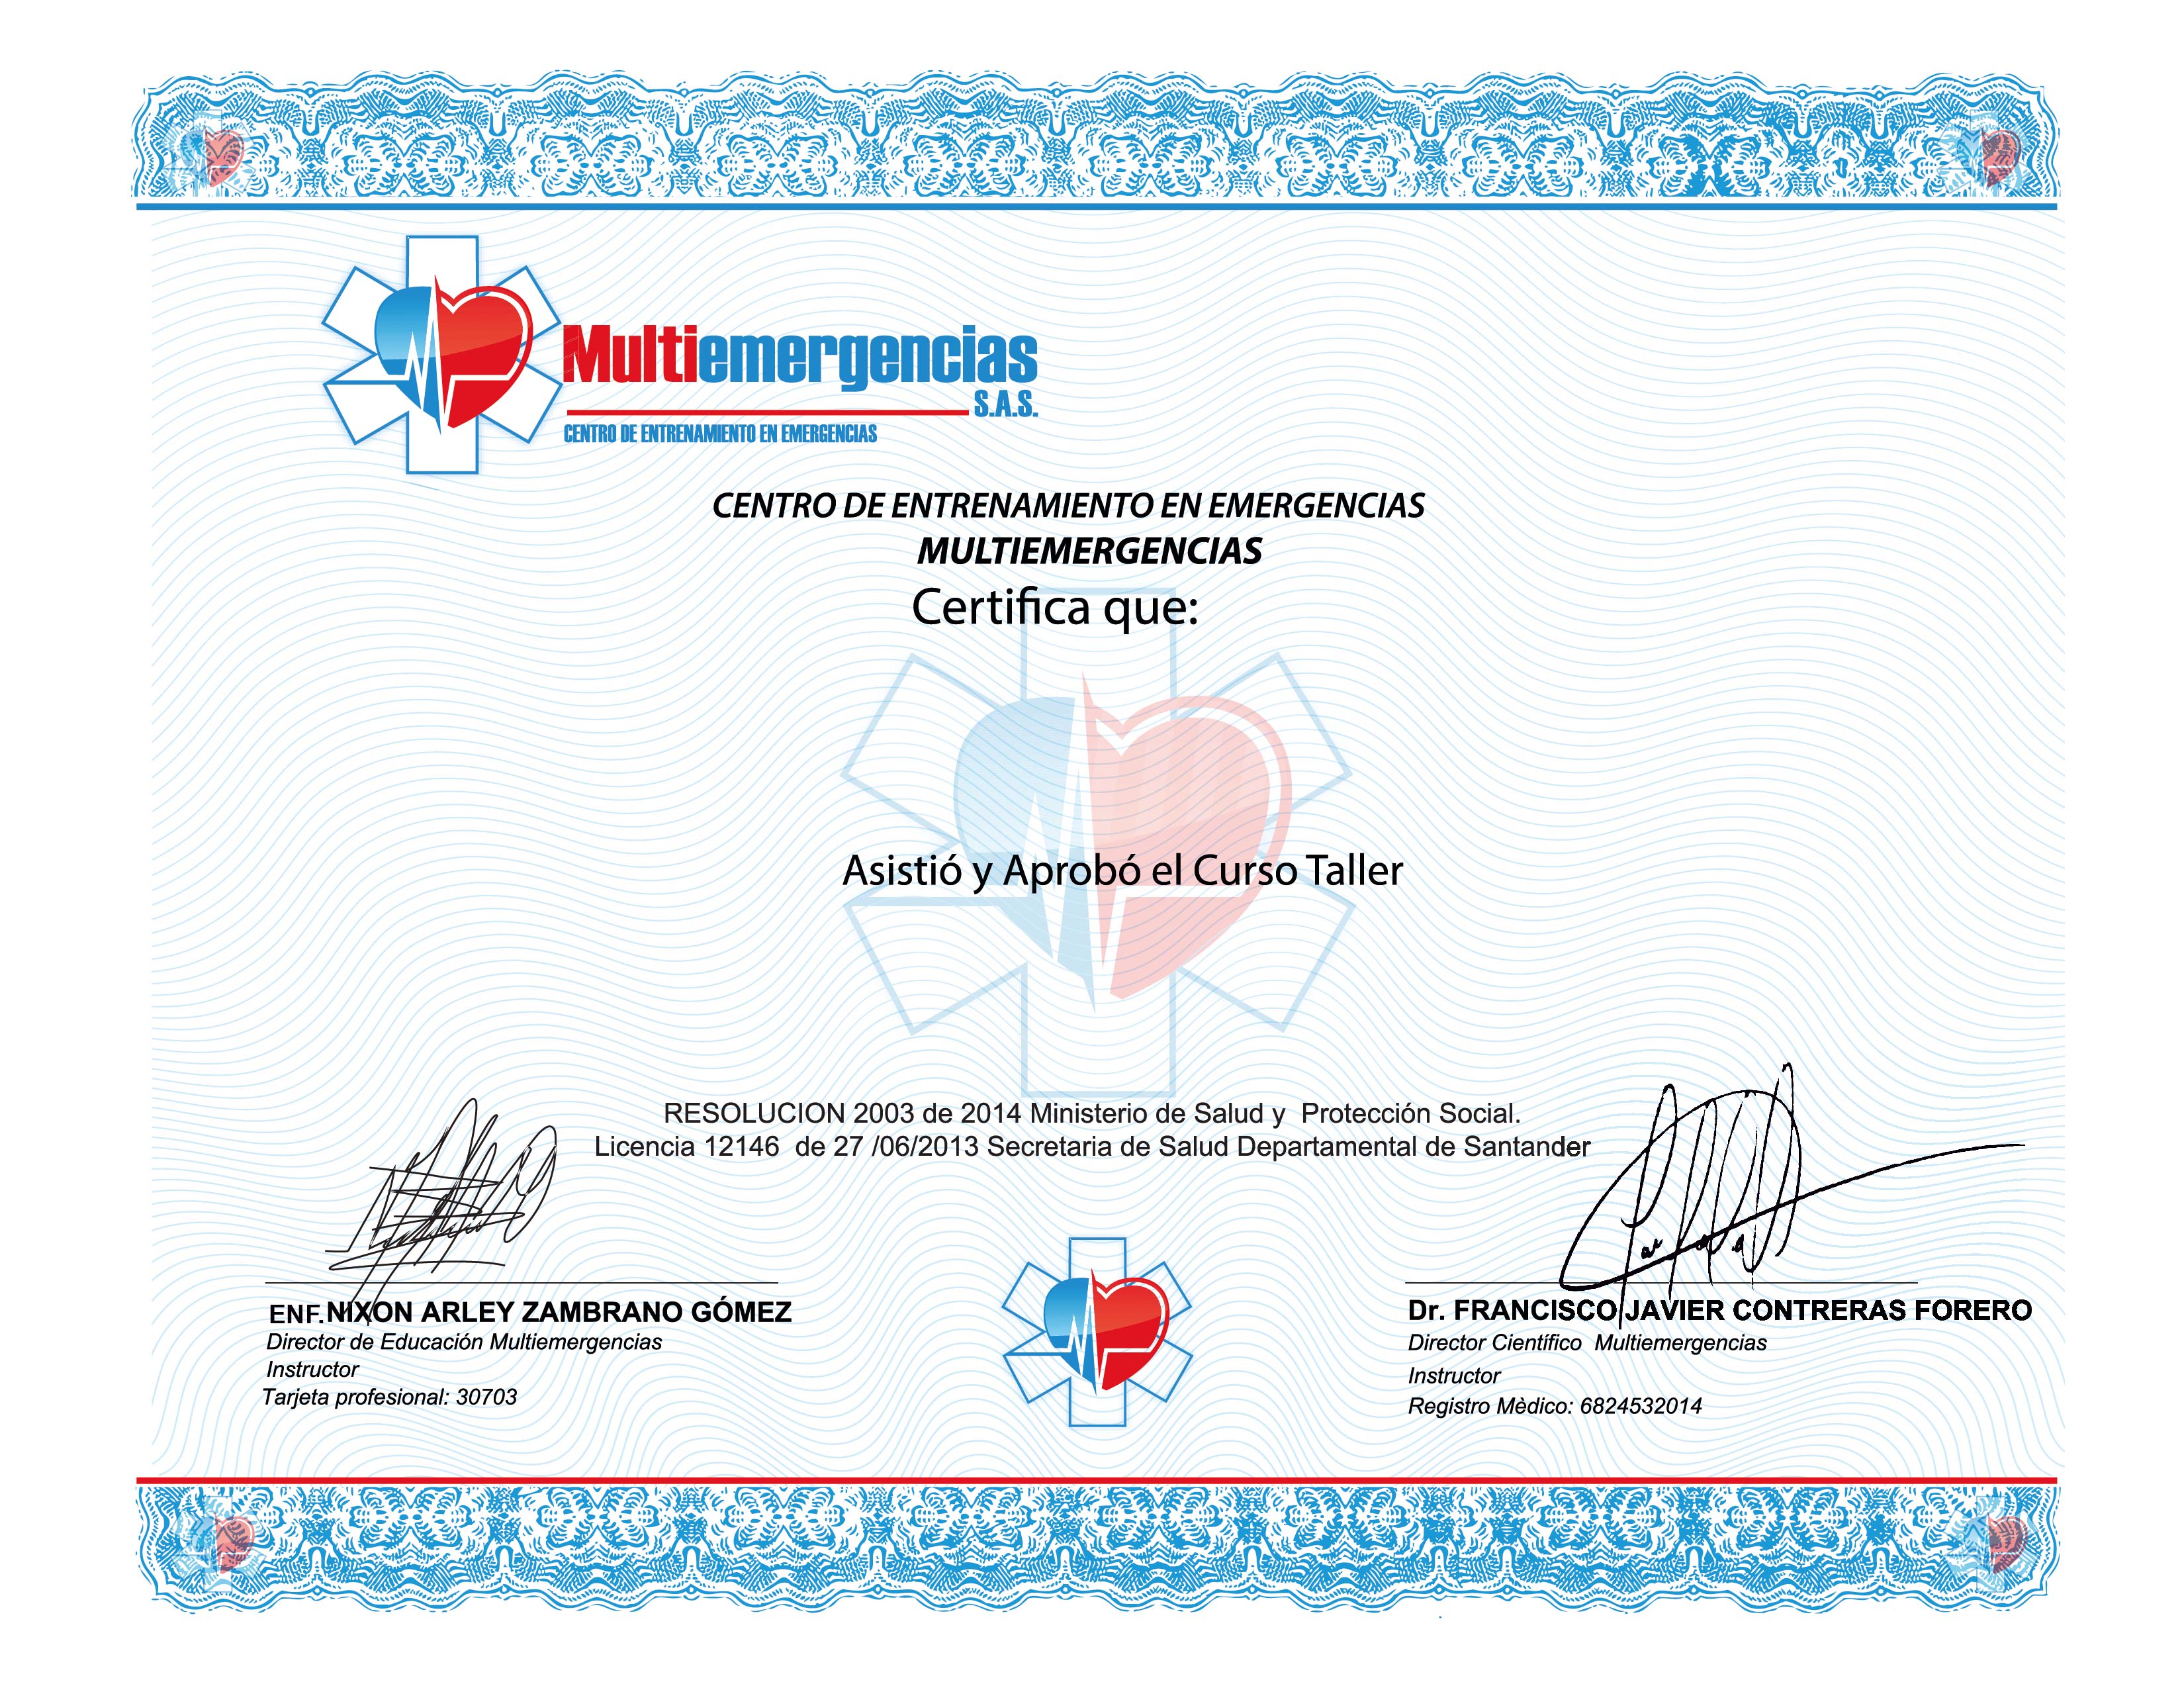 Multiemergencias
S.A.S.
CENTRO DE ENTRENAMIENTO EN EMERGENCIAS
CENTRO DE ENTRENAMIENTO EN EMERGENCIAS
MULTIEMERGENCIAS
Certifica que:
Asistió y Aprobó el Curso Taller
RESOLUCION 2003 de 2014 Ministerio de Salud y Protección Social.
Licencia 12146 de 27 /06/2013 Secretaria de Salud Departamental de Santander
ENF. NIXON ARLEY ZAMBRANO GÓMEZ
Director de Educación Multiemergencias
Instructor
Tarjeta profesional: 30703
Dr. FRANCISCO JAVIER CONTRERAS FORERO
Director Científico Multiemergencias
Instructor
Registro Mèdico: 6824532014